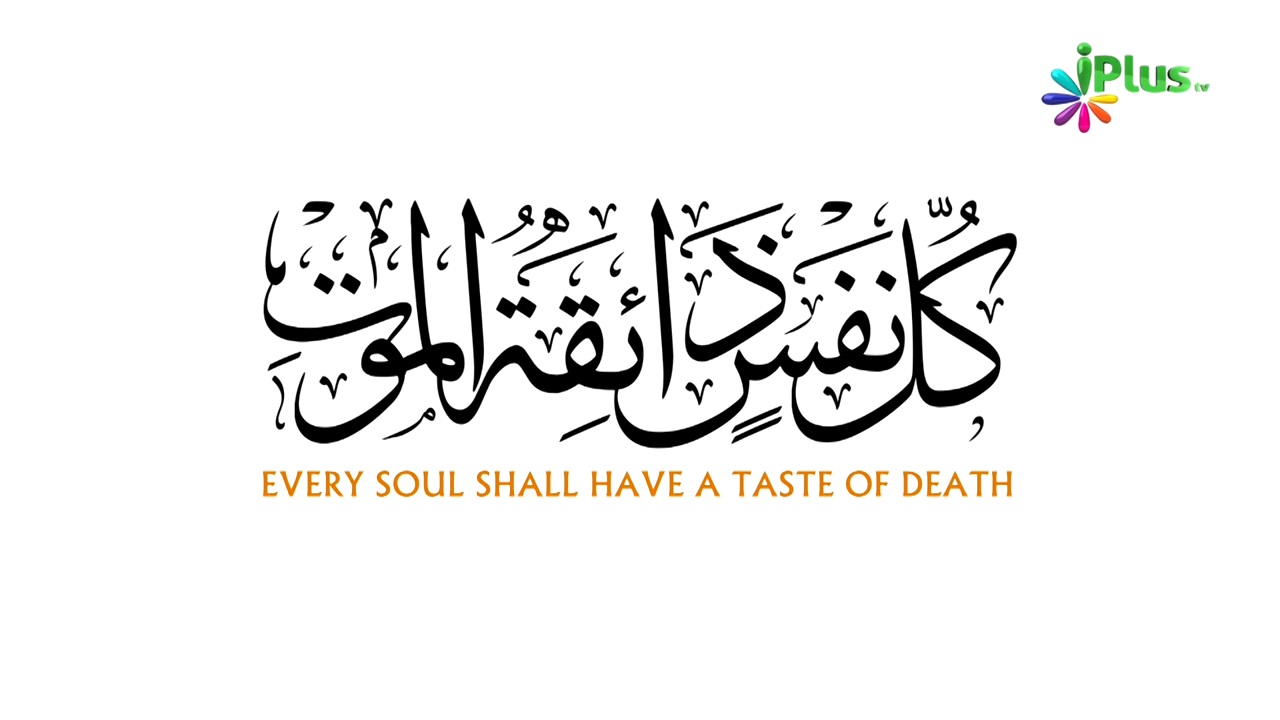 iPlus tv
كُلُّ نَفْسٍ ذَائِقَةُ الْمَوْتِ
EVERY SOUL SHALL HAVE A TASTE OF DEATH